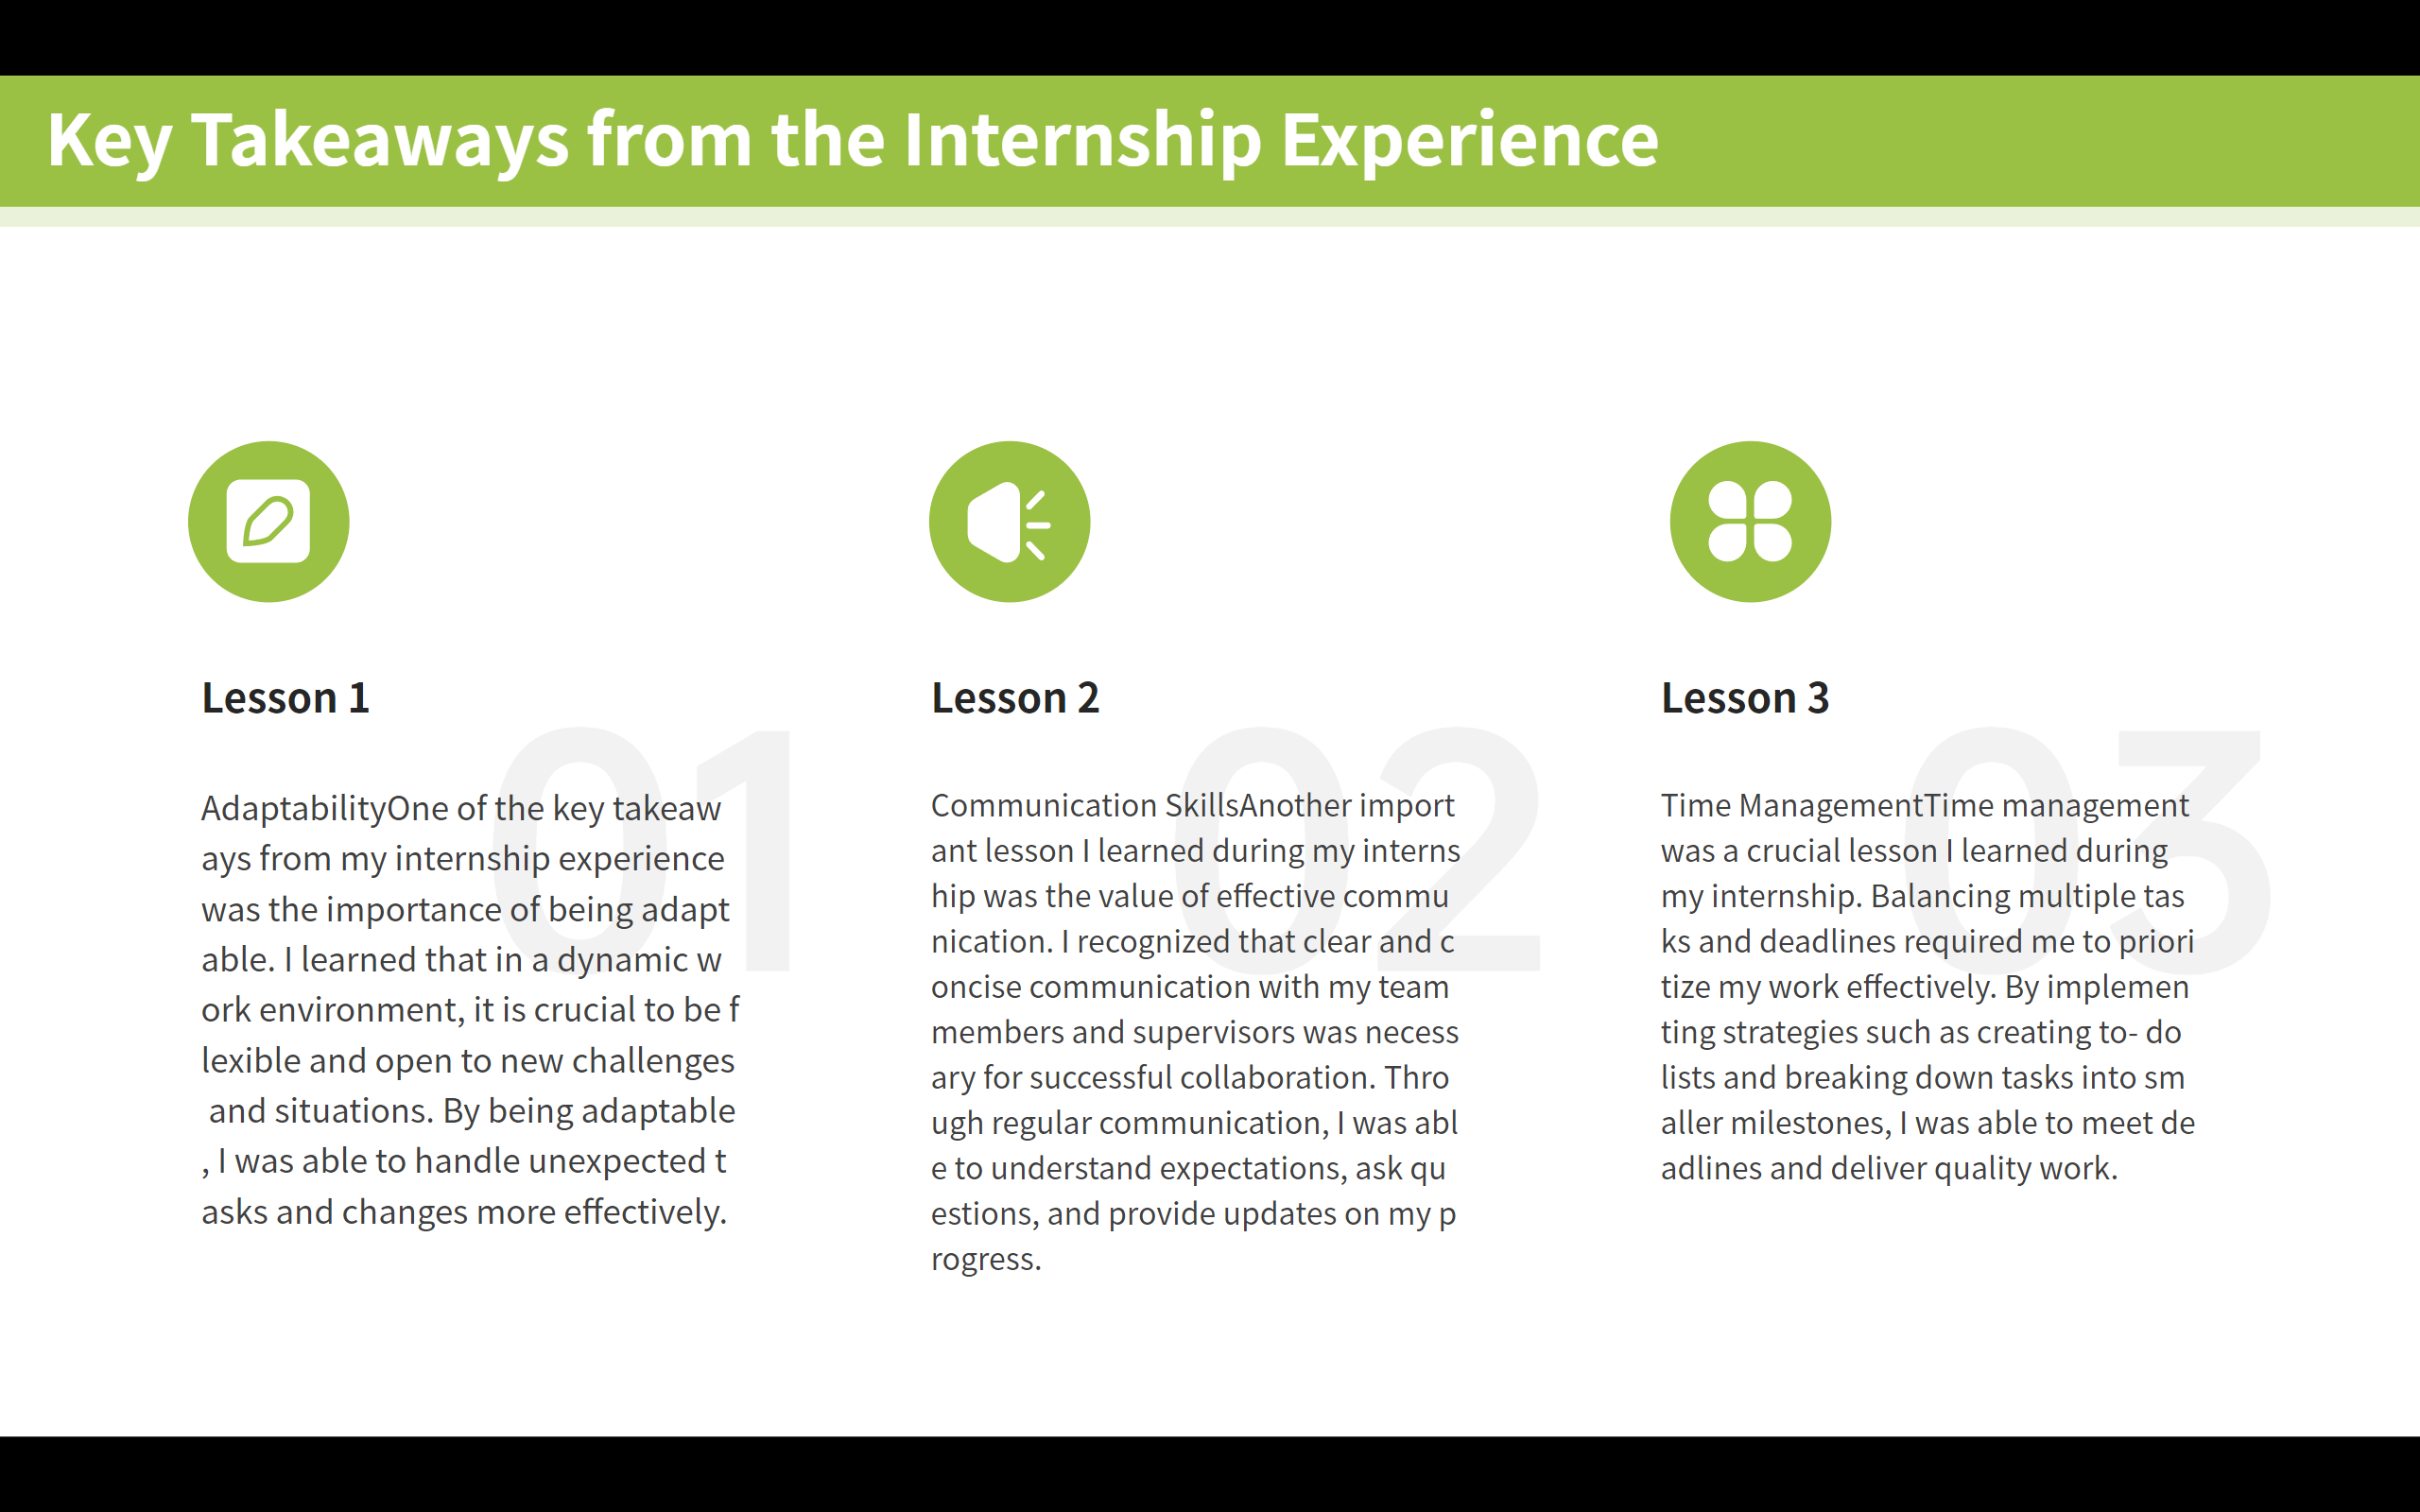 Key Takeaways from the Internship Experience
Lesson 1
01
AdaptabilityOne of the key takeaw
ays from my internship experience
was the importance of being adapt
able. I learned that in a dynamic w
ork environment, it is crucial to be f
lexible and open to new challenges
and situations. By being adaptable
, I was able to handle unexpected t
asks and changes more effectively.
Lesson 2
02
Communication SkillsAnother import
ant lesson I learned during my interns
hip was the value of effective commu
nication. I recognized that clear and c
oncise communication with my team
members and supervisors was necess
ary for successful collaboration. Thro
ugh regular communication, I was abl
e to understand expectations, ask qu
estions, and provide updates on my p
rogress.
Lesson 3
03
Time ManagementTime management
was a crucial lesson I learned during
my internship. Balancing multiple tas
ks and deadlines required me to priori
tize my work effectively. By implemen
ting strategies such as creating to- do
lists and breaking down tasks into sm
aller milestones, I was able to meet de
adlines and deliver quality work.